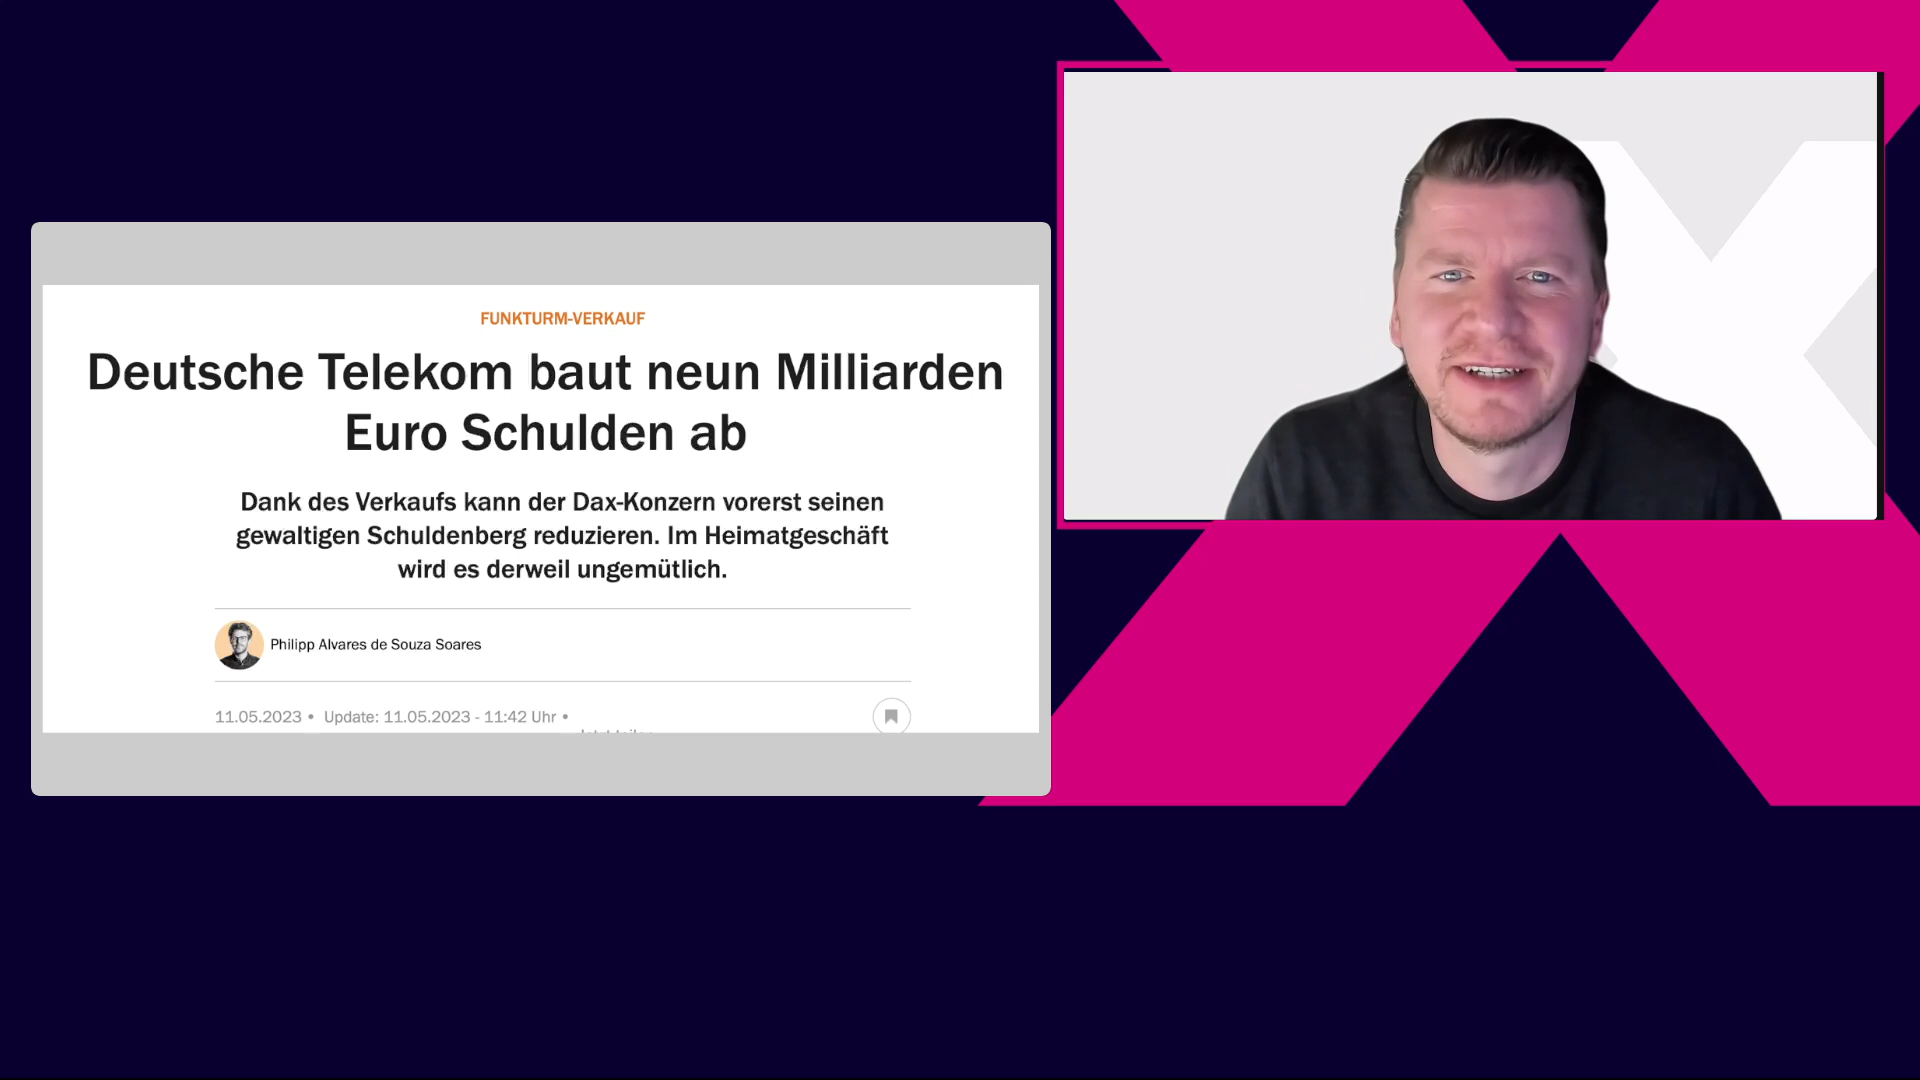 FUNKTURM-VERKAUF
Deutsche Telekom baut neun Milliarden
Euro Schulden ab
Dank des Verkaufs kann der Dax-Konzern vorerst seinen
gewaltigen Schuldenberg reduzieren. Im Heimatgeschäft
wird es derweil ungemütlich.
Philipp Alvares de Souza Soares
11.05.2023 • Update: 11.05.2023 - 11:42 Uhr •